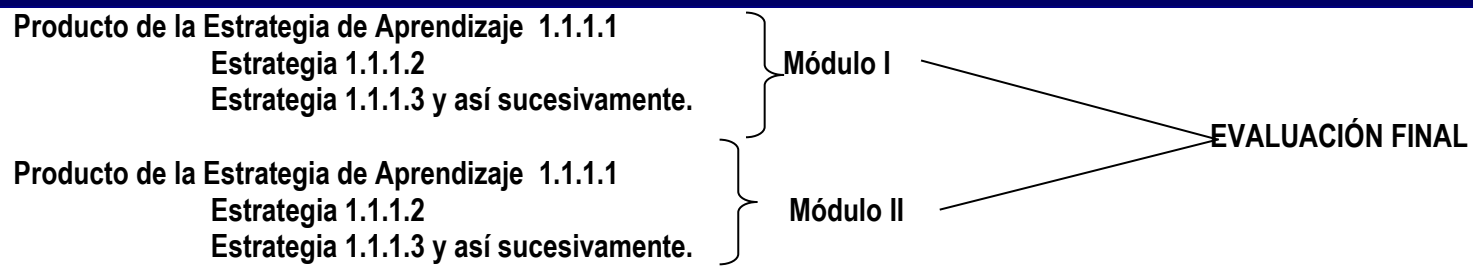 Producto de la Estrategia de Aprendizaje 1.1.1.1
Estrategia 1.1.1.2
Módulo I
Estrategia 1.1.1.3 y así sucesivamente.
EVALUACIÓN FINAL
Producto de la Estrategia de Aprendizaje 1.1.1.1
Estrategia 1.1.1.2
Módulo II
Estrategia 1.1.1.3 y así sucesivamente.